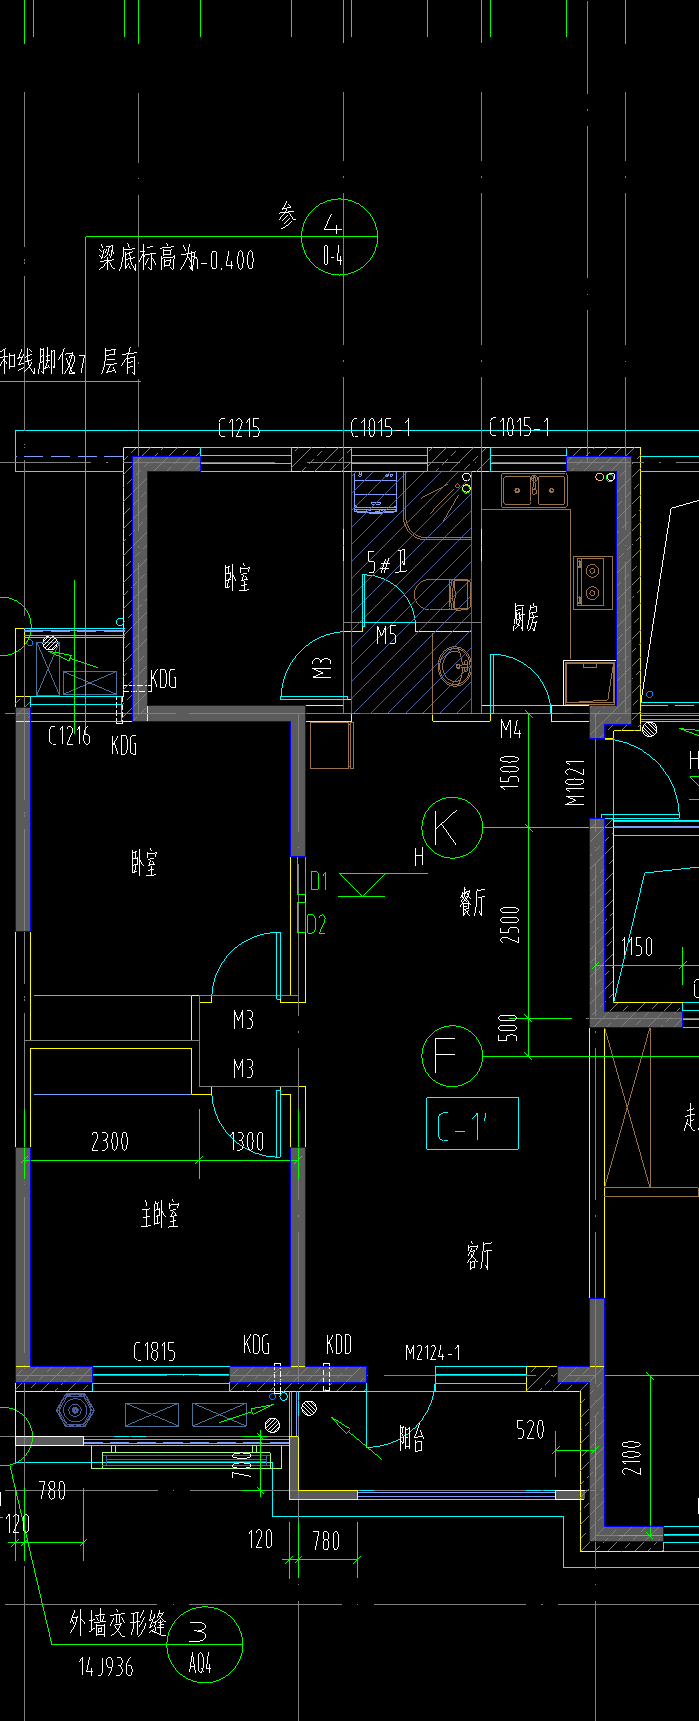 参
4
0-4
梁底标高为h-0.400
和线脚仅27 层有
C1215
C1015-1
C1015-1
卧室
5#卫
厨房
M3
M5
KDG
C1216
KDG
M4
1500
M1021
K
H
H
D1
D2
卧室
餐厅
2500
1150
500
M3
M3
F
C-1'
走
2300
1300
主卧室
客厅
C1815
KDG
KDD
M2124-1
阳台
520
2100
780
780
120
120
780
外墙变形缝
14J936
3
A04